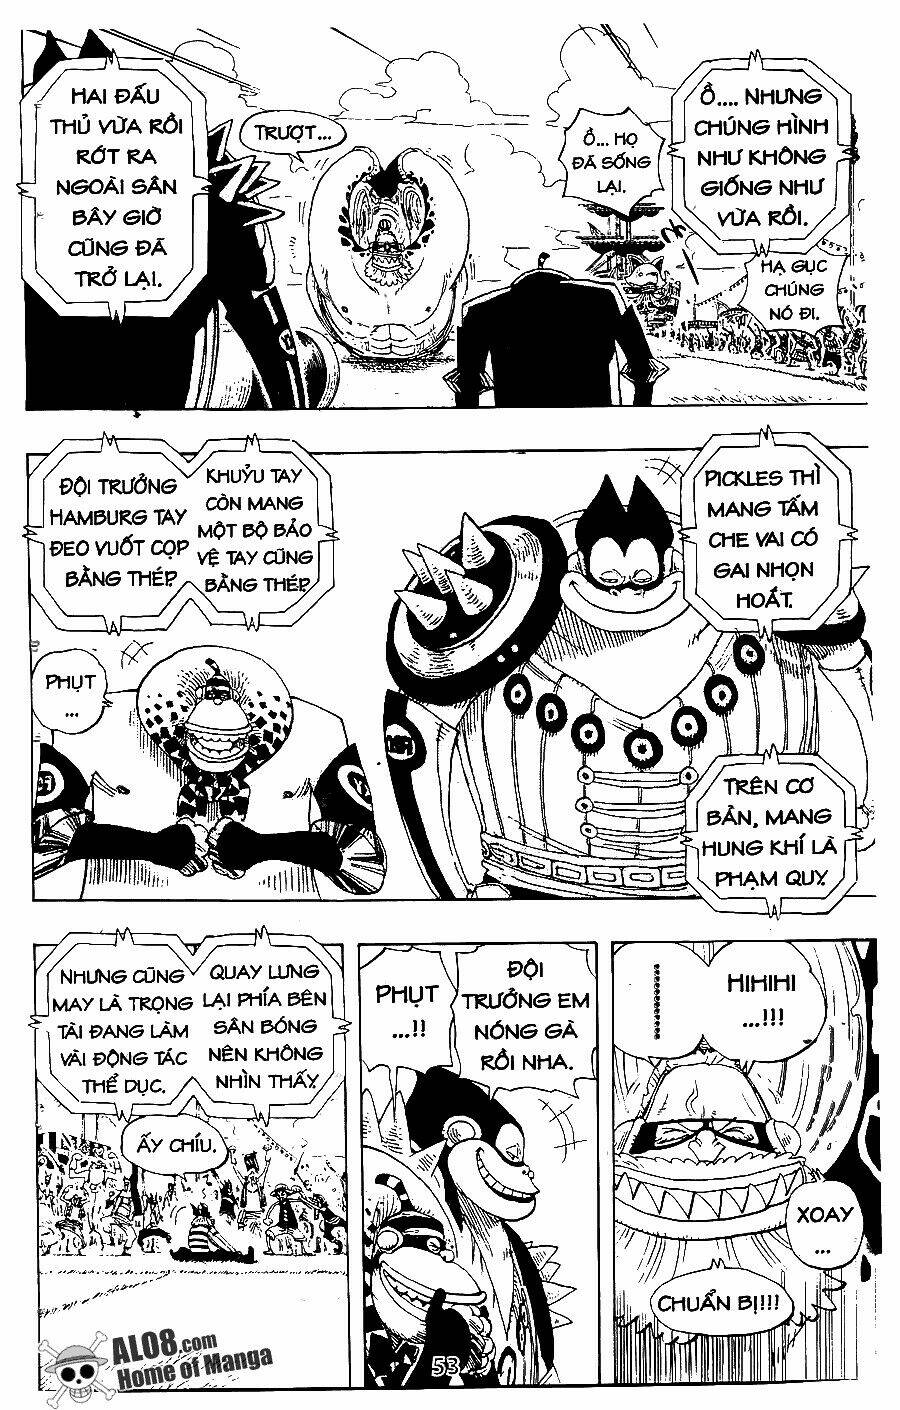 HAI ĐẤU
THỦ VỪA RỒI
RỚT RA
NGOÀI SÂN
BÂY GIỜ
CŨNG ĐÃ
TRỞ LẠI.
TRƯỢT...
Ồ... HỌ
ĐÃ SỐNG
LẠI.
Ồ.... NHƯNG
CHÚNG HÌNH
NHƯ KHÔNG
GIỐNG NHƯ
VỪA RỒI.
HẠ GỤC
CHÚNG
NÓ ĐI.
ĐỘI TRƯỞNG
HAMBURG TAY
ĐEO VUỐT CỌP
BẰNG THÉP.
KHUỶU TAY
CÒN MANG
MỘT BỘ BẢO
VỆ TAY CŨNG
BẰNG THÉP.
PICKLES THÌ
MANG TẤM
CHE VAI CÓ
GAI NHỌN
HOẮT.
PHỤT
...
TRÊN CƠ
BẢN, MANG
HUNG KHÍ LÀ
PHẠM QUY.
NHƯNG CŨNG
MAY LÀ TRỌNG
TÀI ĐANG LÀM
VÀI ĐỘNG TÁC
THỂ DỤC.
QUAY LƯNG
LẠI PHÍA BÊN
SÂN BÓNG
NÊN KHÔNG
NHÌN THẤY.
ẤY CHÍU.
PHỤT
...!!
ĐỘI
TRƯỞNG EM
NÓNG GÀ
RỒI NHA.
HIHIHI
...!!!
XOAY
...
CHUẨN BỊ!!!!
53
ALO8.com
Home of Manga